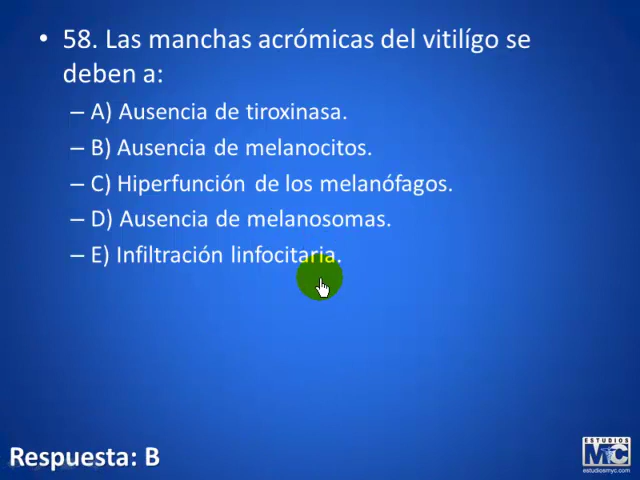 • 58. Las manchas acrómicas del vitilígo se
deben a:
– A) Ausencia de tiroxinasa.
– B) Ausencia de melanocitos.
– C) Hiperfunción de los melanófagos.
– D) Ausencia de melanosomas.
– E) Infiltración linfocitaria.
Respuesta: B
ESTUDIOS
MC
estudiosmyc.com